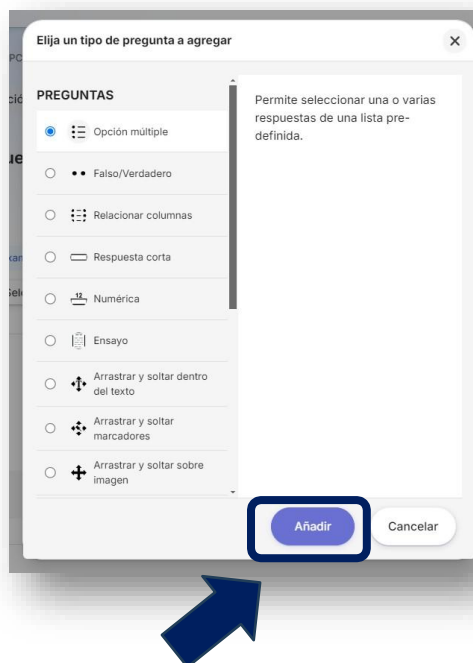 Elija un tipo de pregunta a agregar
PREGUNTAS
Opción múltiple
Falso/Verdadero
Relacionar columnas
Respuesta corta
12
Numérica
Ensayo
Arrastrar y soltar dentro
del texto
Arrastrar y soltar
marcadores
Arrastrar y soltar sobre
imagen
Permite seleccionar una o varias
respuestas de una lista pre-
definida.
Añadir
Cancelar